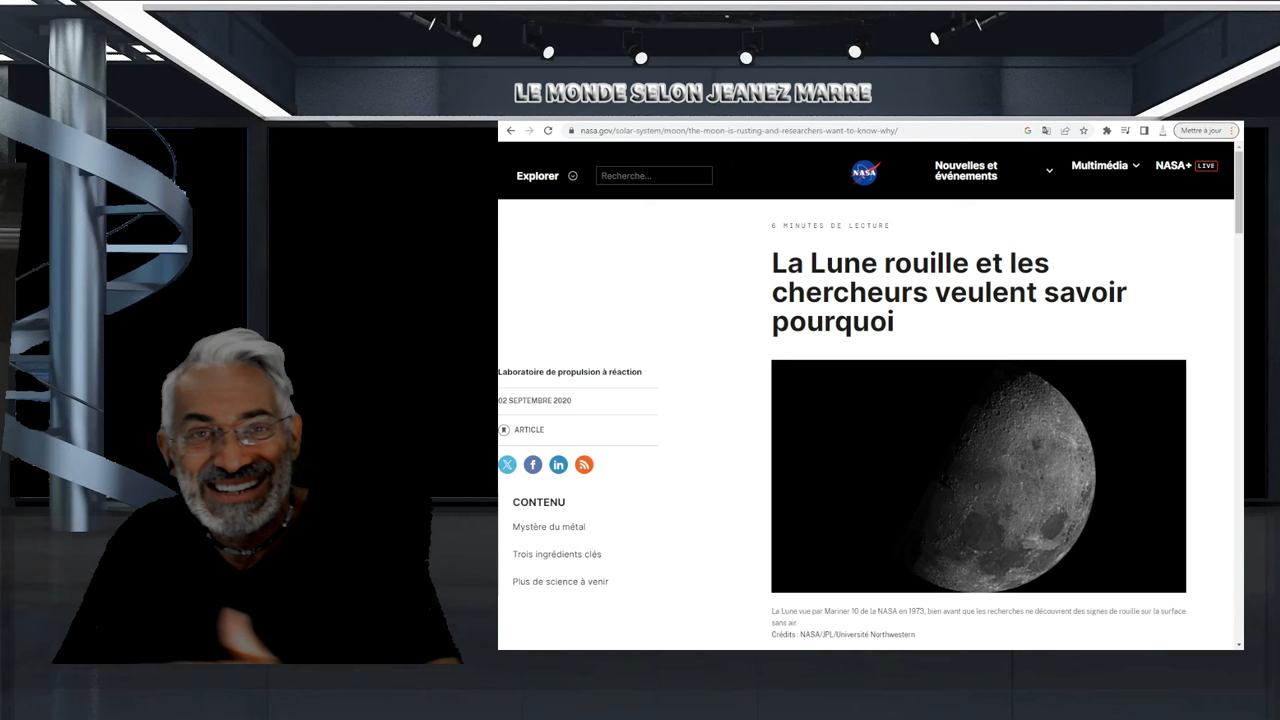 LE MONDE SELON JEANEZ MARRE
nasa.gov/solar-system/moon/the-moon-is-rusting-and-researchers-want-to-know-why/
Mettre à jour
Explorer
Recherche...
NASA
Nouvelles et
événements
Multimédia
NASA+ LIVE
6 MINUTES DE LECTURE
La Lune rouille et les
chercheurs veulent savoir
pourquoi
Laboratoire de propulsion à réaction
02 SEPTEMBRE 2020
ARTICLE
CONTENU
Mystère du métal
Trois ingrédients clés
Plus de science à venir
La Lune vue par Mariner 10 de la NASA en 1973, bien avant que les recherches ne découvrent des signes de rouille sur la surface
sans air.
Crédits : NASA/JPL/Université Northwestern